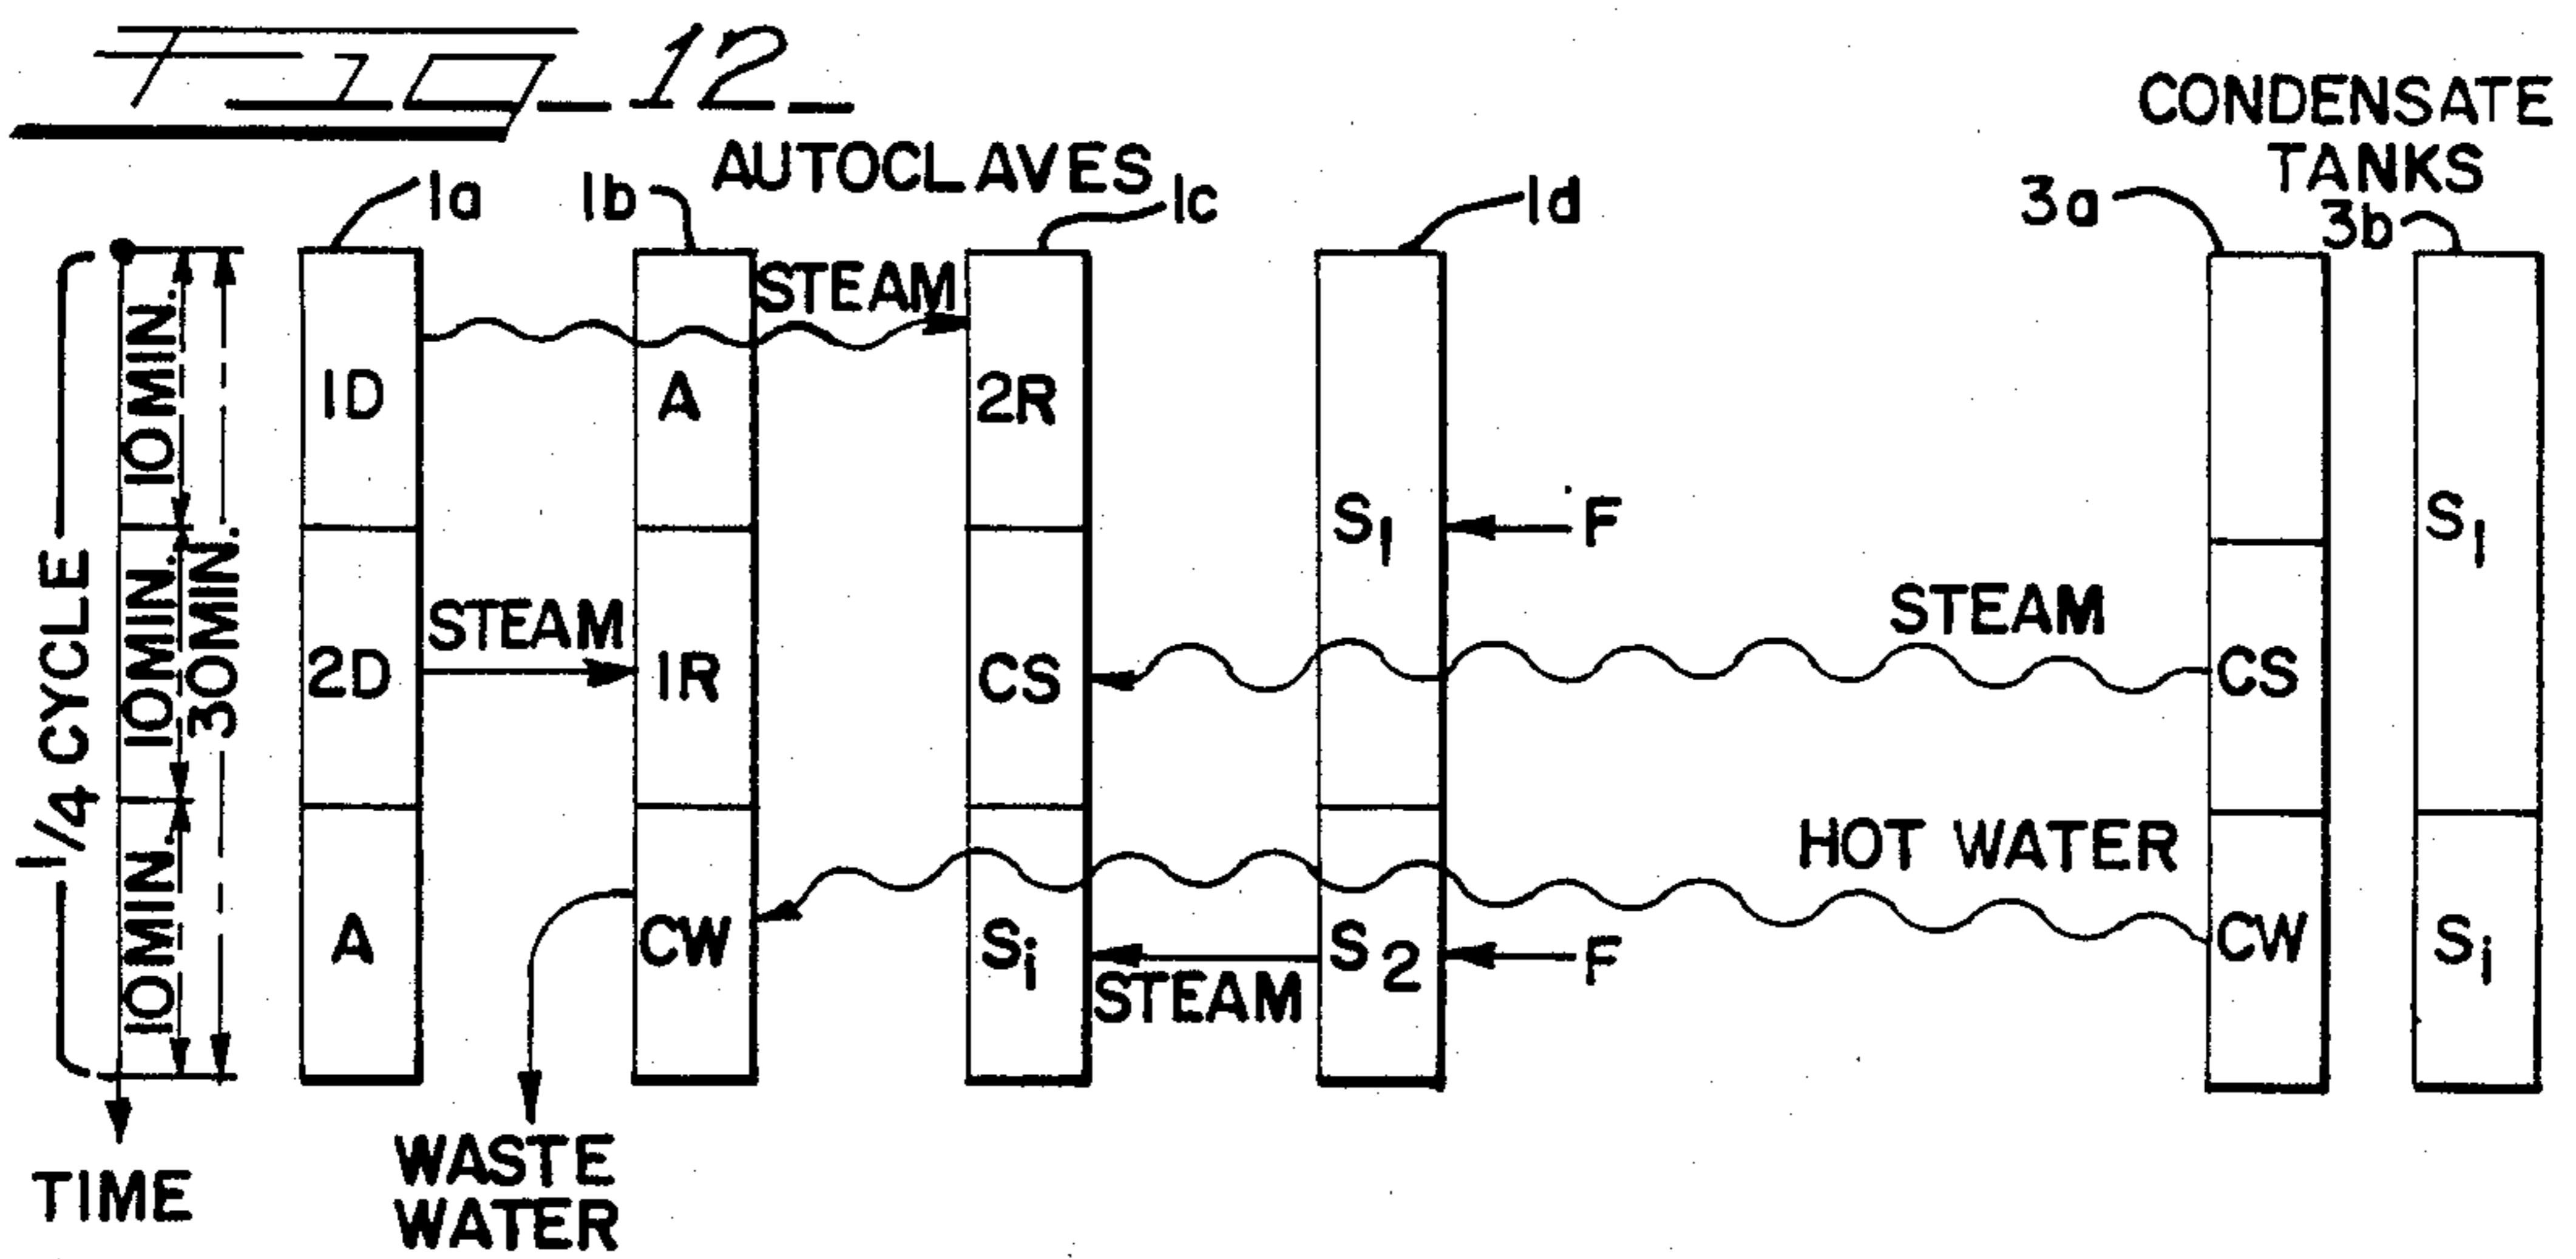 Fig_12_
AUTOCLAVES
CONDENSATE
TANKS
1a
1b
1c
1d
3a
3b
1/4 CYCLE
10MIN.
10MIN.
10MIN.
30MIN.
TIME
1D
2D
A
STEAM
STEAM
A
1R
CW
WASTE
WATER
2R
CS
Si
STEAM
S1
S2
F
F
STEAM
HOT WATER
CS
CW
S1
Si